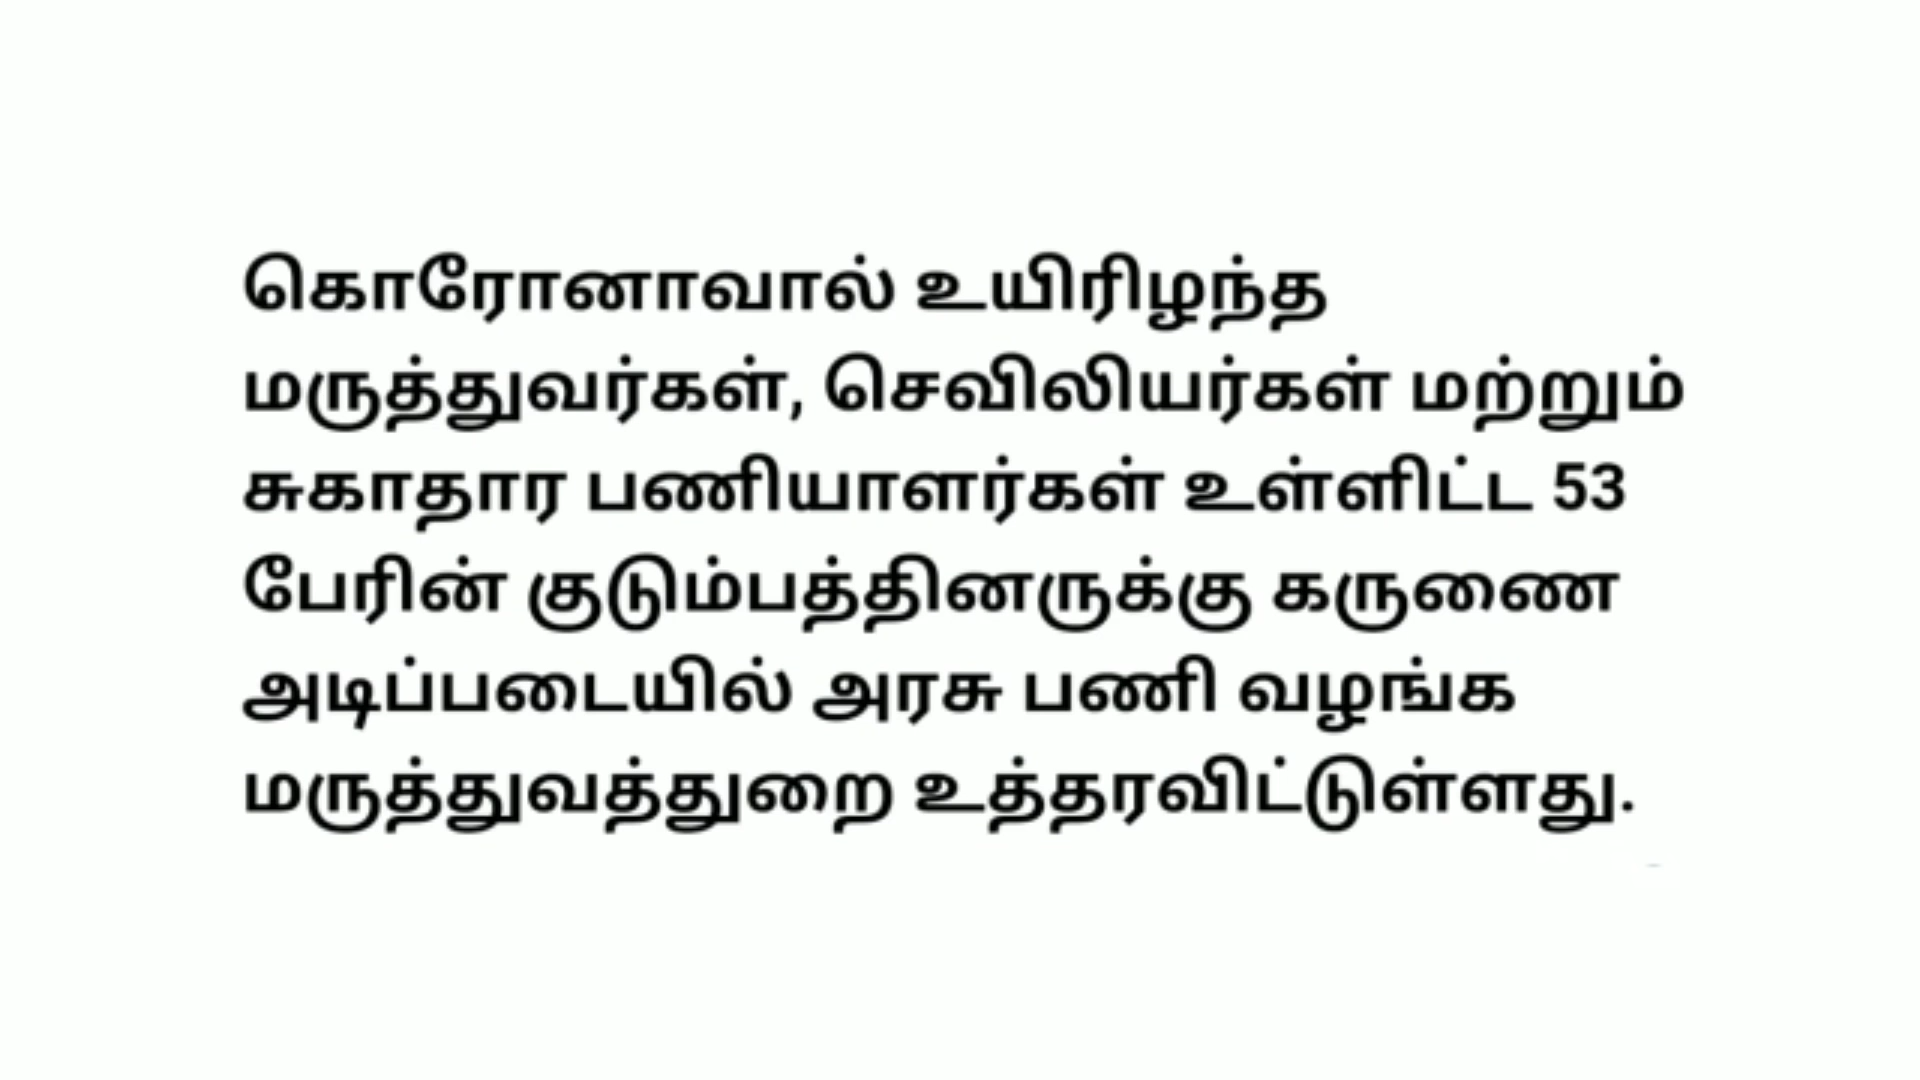 கொரோனாவால் உயிரிழந்த
மருத்துவர்கள், செவிலியர்கள் மற்றும்
சுகாதார பணியாளர்கள் உள்ளிட்ட 53
பேரின் குடும்பத்தினருக்கு கருணை
அடிப்படையில் அரசு பணி வழங்க
மருத்துவத்துறை உத்தரவிட்டுள்ளது.